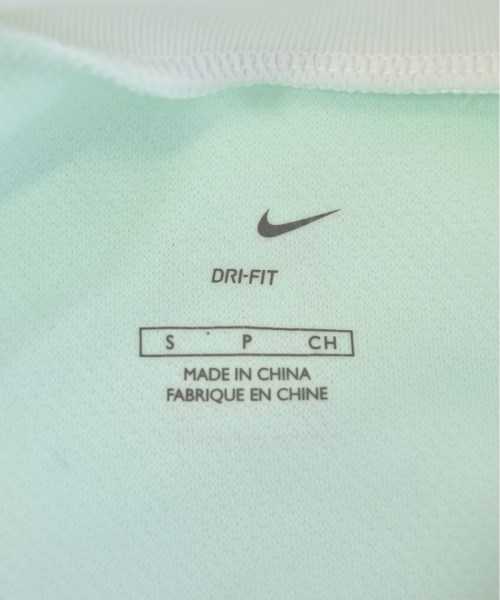 DRI-FIT
S P CH
MADE IN CHINA
FABRIQUE EN CHINE